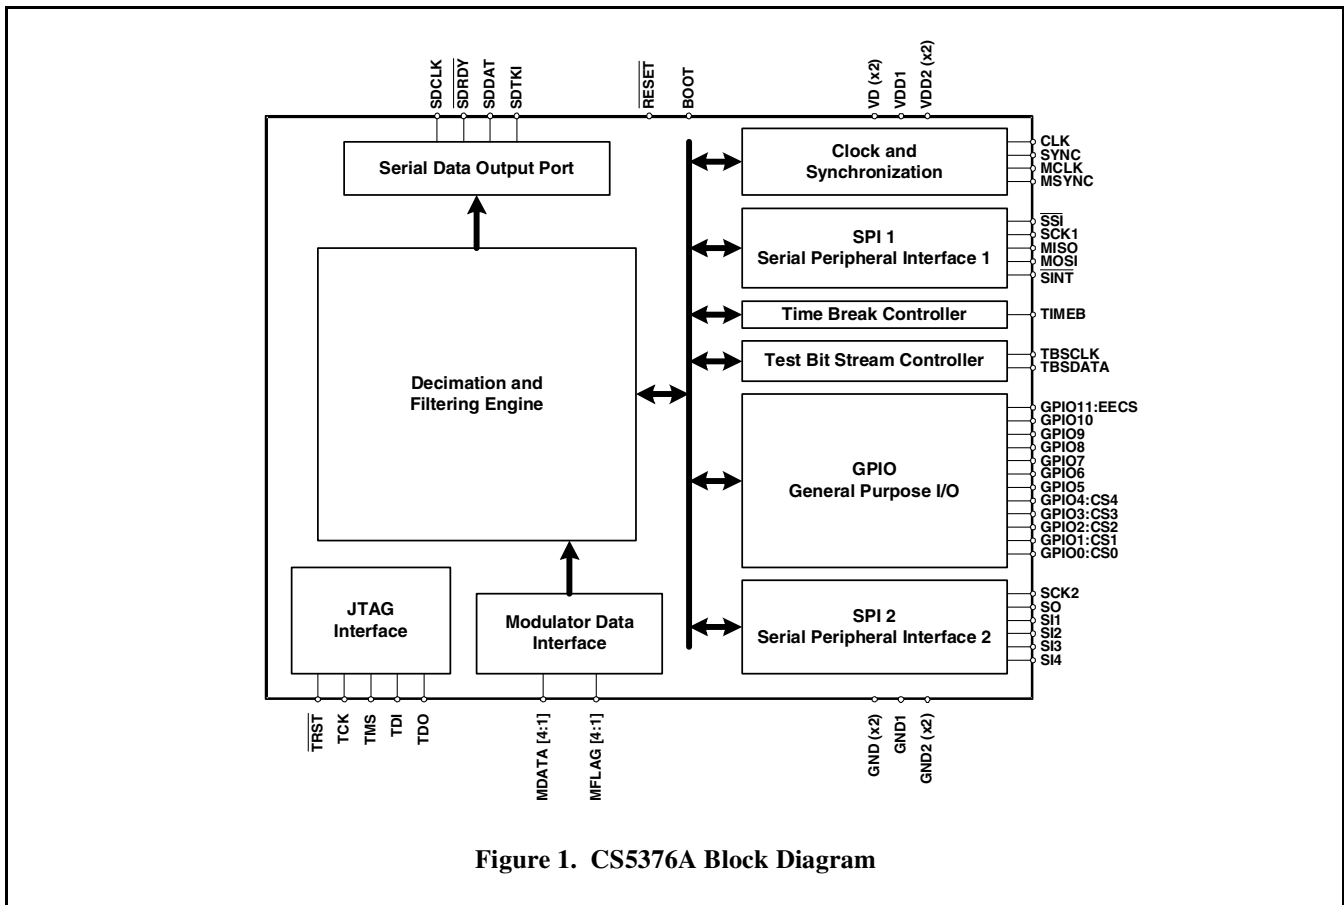 SDCLK
SDRDY
SDDAT
SDTKI
RESET
BOOT
VD (x2)
VDD1
VDD2 (x2)
Serial Data Output Port
Clock and
Synchronization
CLK
SYNC
MCLK
MSYNC
SPI 1
Serial Peripheral Interface 1
SSI
SCK1
MISO
MOSI
SINT
Time Break Controller
TIMEB
Test Bit Stream Controller
TBSCLK
TBSDATA
Decimation and
Filtering Engine
GPIO
General Purpose I/O
GPIO11:EECS
GPIO10
GPIO9
GPIO8
GPIO7
GPIO6
GPIO5
GPIO4:CS4
GPIO3:CS3
GPIO2:CS2
GPIO1:CS1
GPIO0:CS0
JTAG
Interface
Modulator Data
Interface
SPI 2
Serial Peripheral Interface 2
SCK2
SO
SI1
SI2
SI3
SI4
TRST
TCK
TMS
TDI
TDO
MDATA [4:1]
MFLAG [4:1]
GND (x2)
GND1
GND2 (x2)
Figure 1. CS5376A Block Diagram